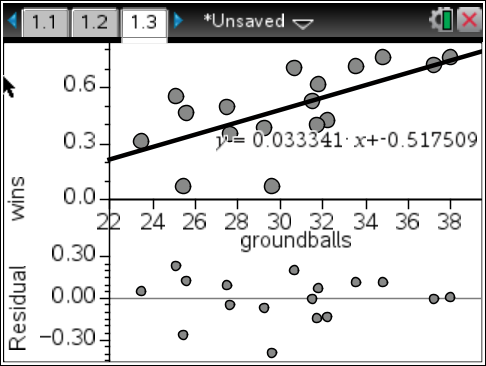 1.1 1.2 1.3 *Unsaved
0.6
0.3
y= 0.033341·x+-0.517509
wins
0.0
22 24 26 28 30 32 34 36 38
groundballs
0.30
Residual
0.00
−0.30